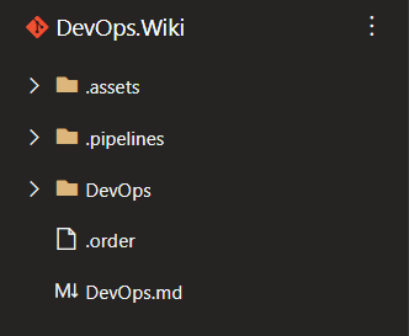 DevOps.Wiki
.assets
.pipelines
DevOps
.order
M↓ DevOps.md